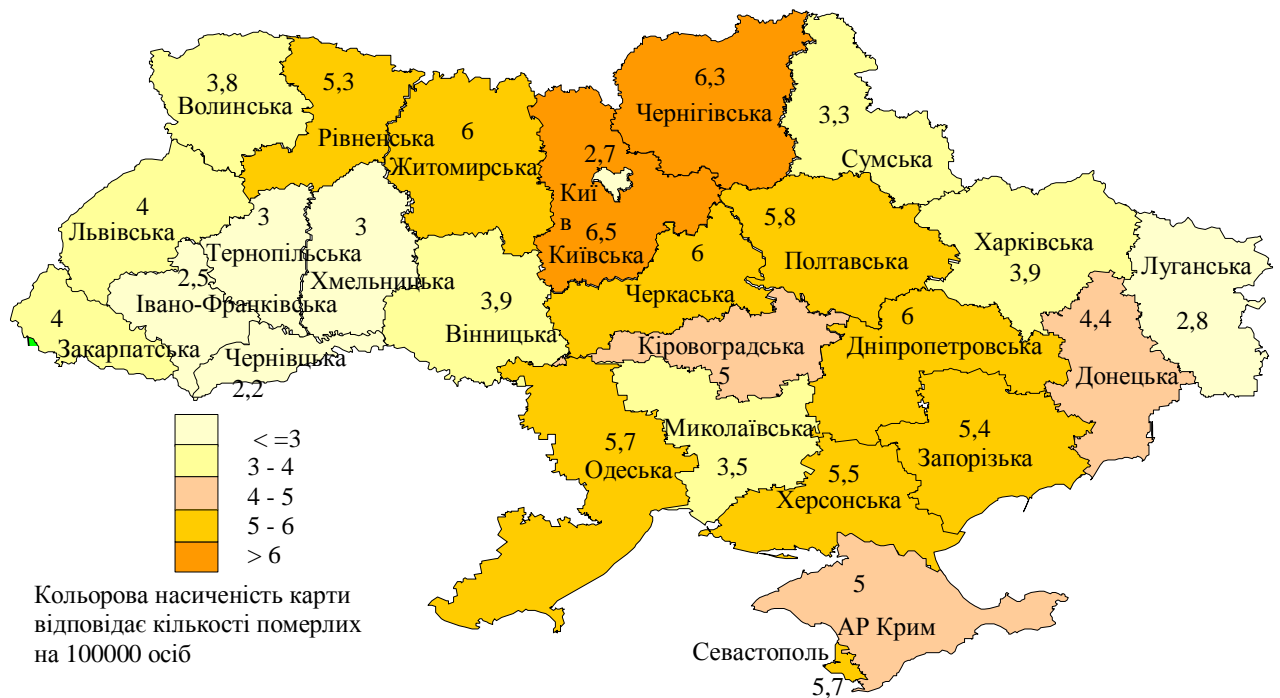 3,8
Волинська
5,3
Рівненська
6
Житомирська
2,7
Киї
в
6,5
Київська
6,3
Чернігівська
3,3
Сумська
4
Львівська
3
Тернопільська
3
Хмельницька
2,5
Івано-Франківська
4
Закарпатська
Чернівцька
2,2
3,9
Вінницька
6
Черкаська
5,8
Полтавська
Харківська
3,9
Луганська
2,8
Кіровоградська
5
6
Дніпропетровська
4,4
Донецька
5,7
Одеська
Миколаївська
3,5
5,5
Херсонська
5,4
Запорізька
5
АР Крим
Севастополь
5,7
< =3
3 - 4
4 - 5
5 - 6
> 6
Кольорова насиченість карти
відповідає кількості померлих
на 100000 осіб